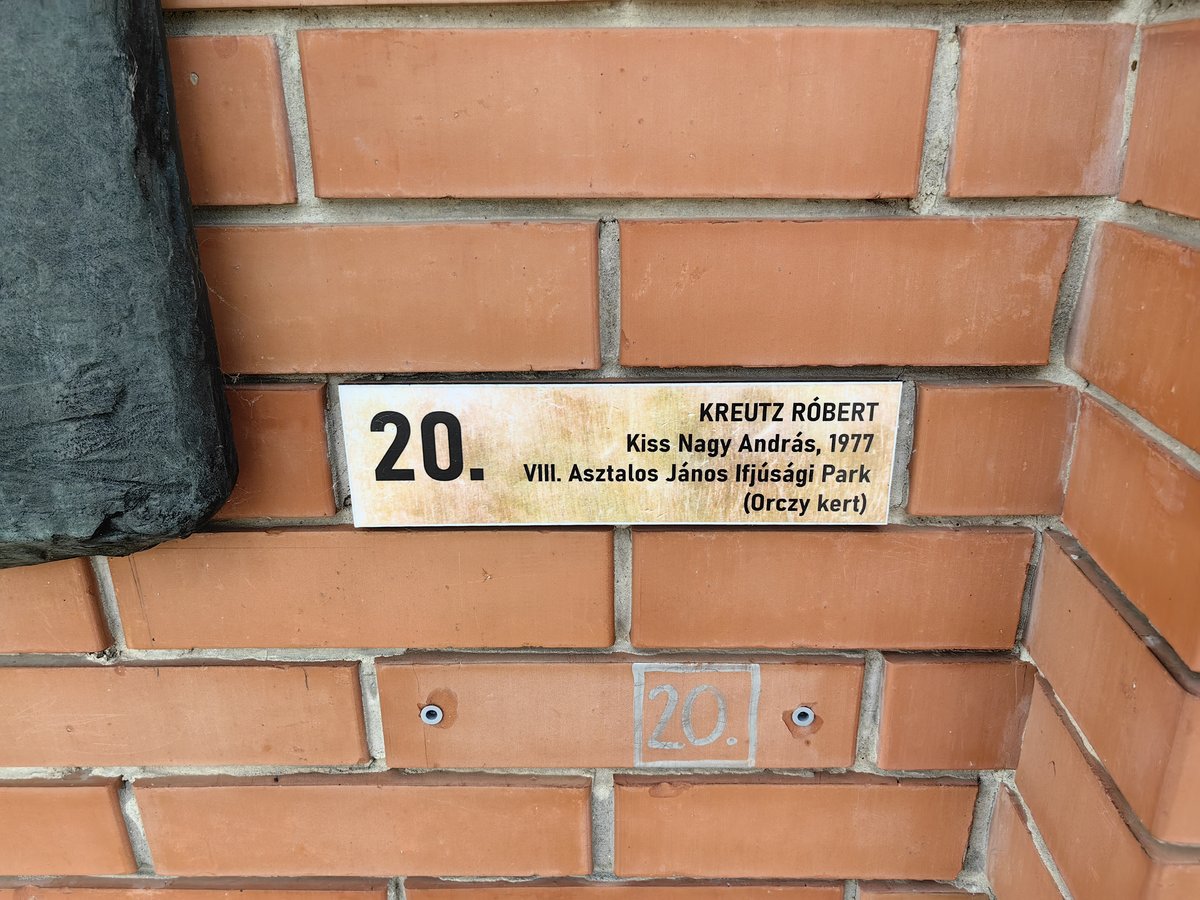 20.
KREUTZ RÓBERT
Kiss Nagy András, 1977
VIII. Asztalos János Ifjúsági Park
(Orczy kert)
20.